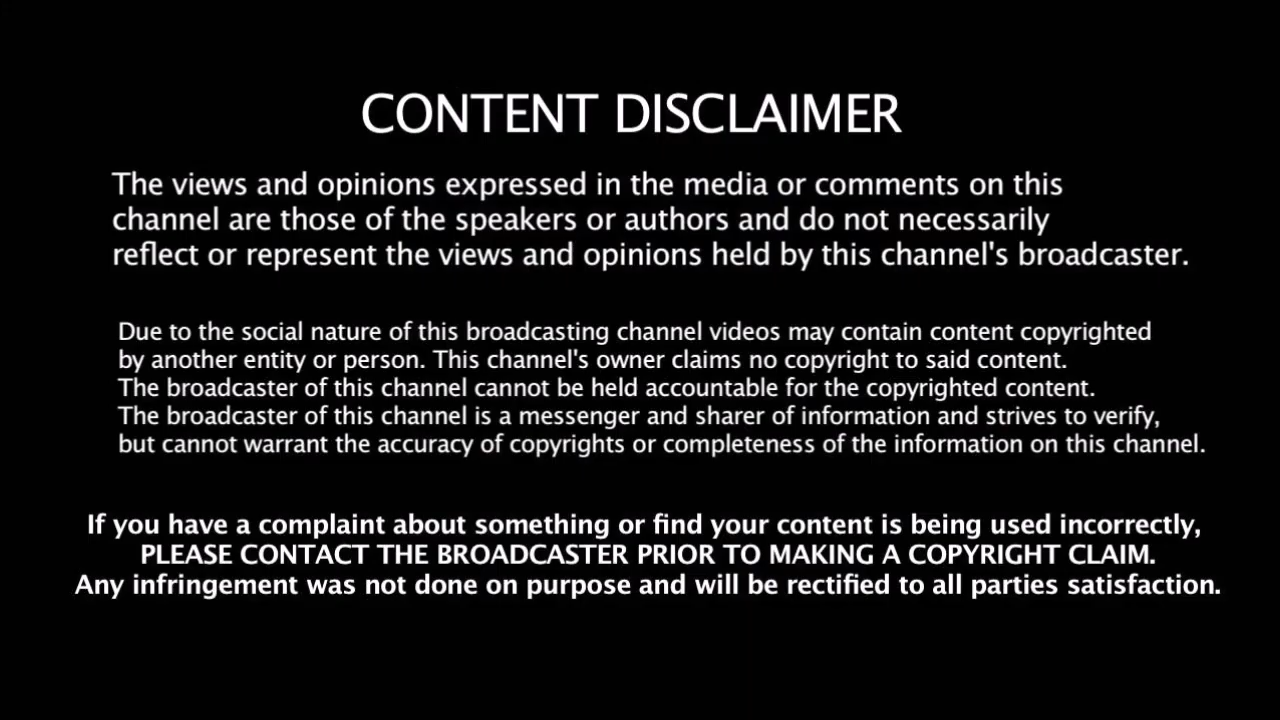 CONTENT DISCLAIMER
The views and opinions expressed in the media or comments on this
channel are those of the speakers or authors and do not necessarily
reflect or represent the views and opinions held by this channel's broadcaster.
Due to the social nature of this broadcasting channel videos may contain content copyrighted
by another entity or person. This channel's owner claims no copyright to said content.
The broadcaster of this channel cannot be held accountable for the copyrighted content.
The broadcaster of this channel is a messenger and sharer of information and strives to verify,
but cannot warrant the accuracy of copyrights or completeness of the information on this channel.
If you have a complaint about something or find your content is being used incorrectly,
PLEASE CONTACT THE BROADCASTER PRIOR TO MAKING A COPYRIGHT CLAIM.
Any infringement was not done on purpose and will be rectified to all parties satisfaction.